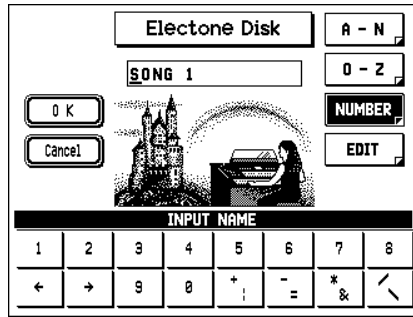 Electone Disk
A - N
SONG 1
O - Z
OK
NUMBER
Cancel
EDIT
INPUT NAME
1 2 3 4 5 6 7 8
← → 9 0 + ¦ - = * & / \